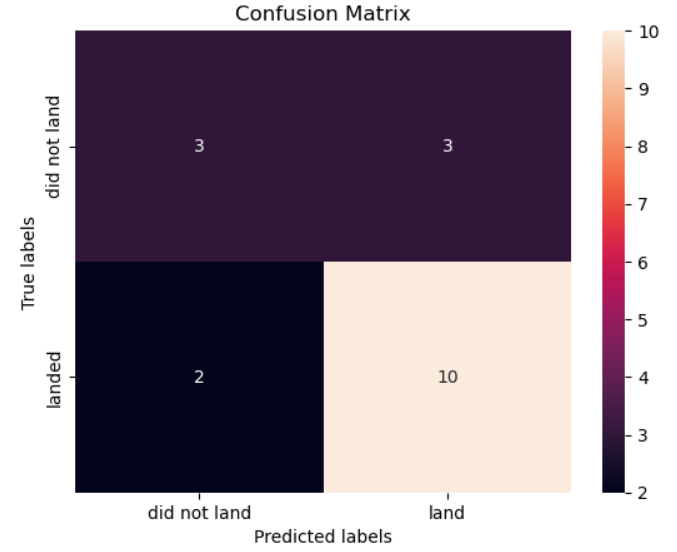 Confusion Matrix
True labels
did not land
landed
3
3
2
10
did not land
land
Predicted labels
10
9
8
7
6
5
4
3
2